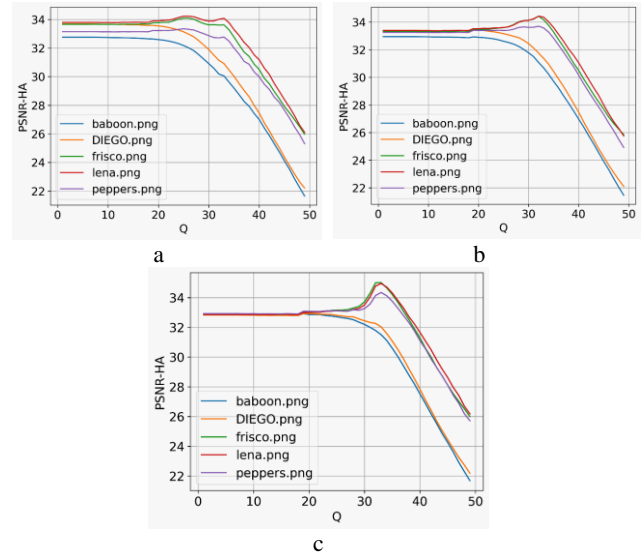 PSNR-HA
34
32
30
28
26
24
22
baboon.png
DIEGO.png
frisco.png
lena.png
peppers.png
0 10 20 30 40 50
Q
a
PSNR-HA
34
32
30
28
26
24
22
baboon.png
DIEGO.png
frisco.png
lena.png
peppers.png
0 10 20 30 40 50
Q
b
PSNR-HA
34
32
30
28
26
24
22
baboon.png
DIEGO.png
frisco.png
lena.png
peppers.png
0 10 20 30 40 50
Q
c